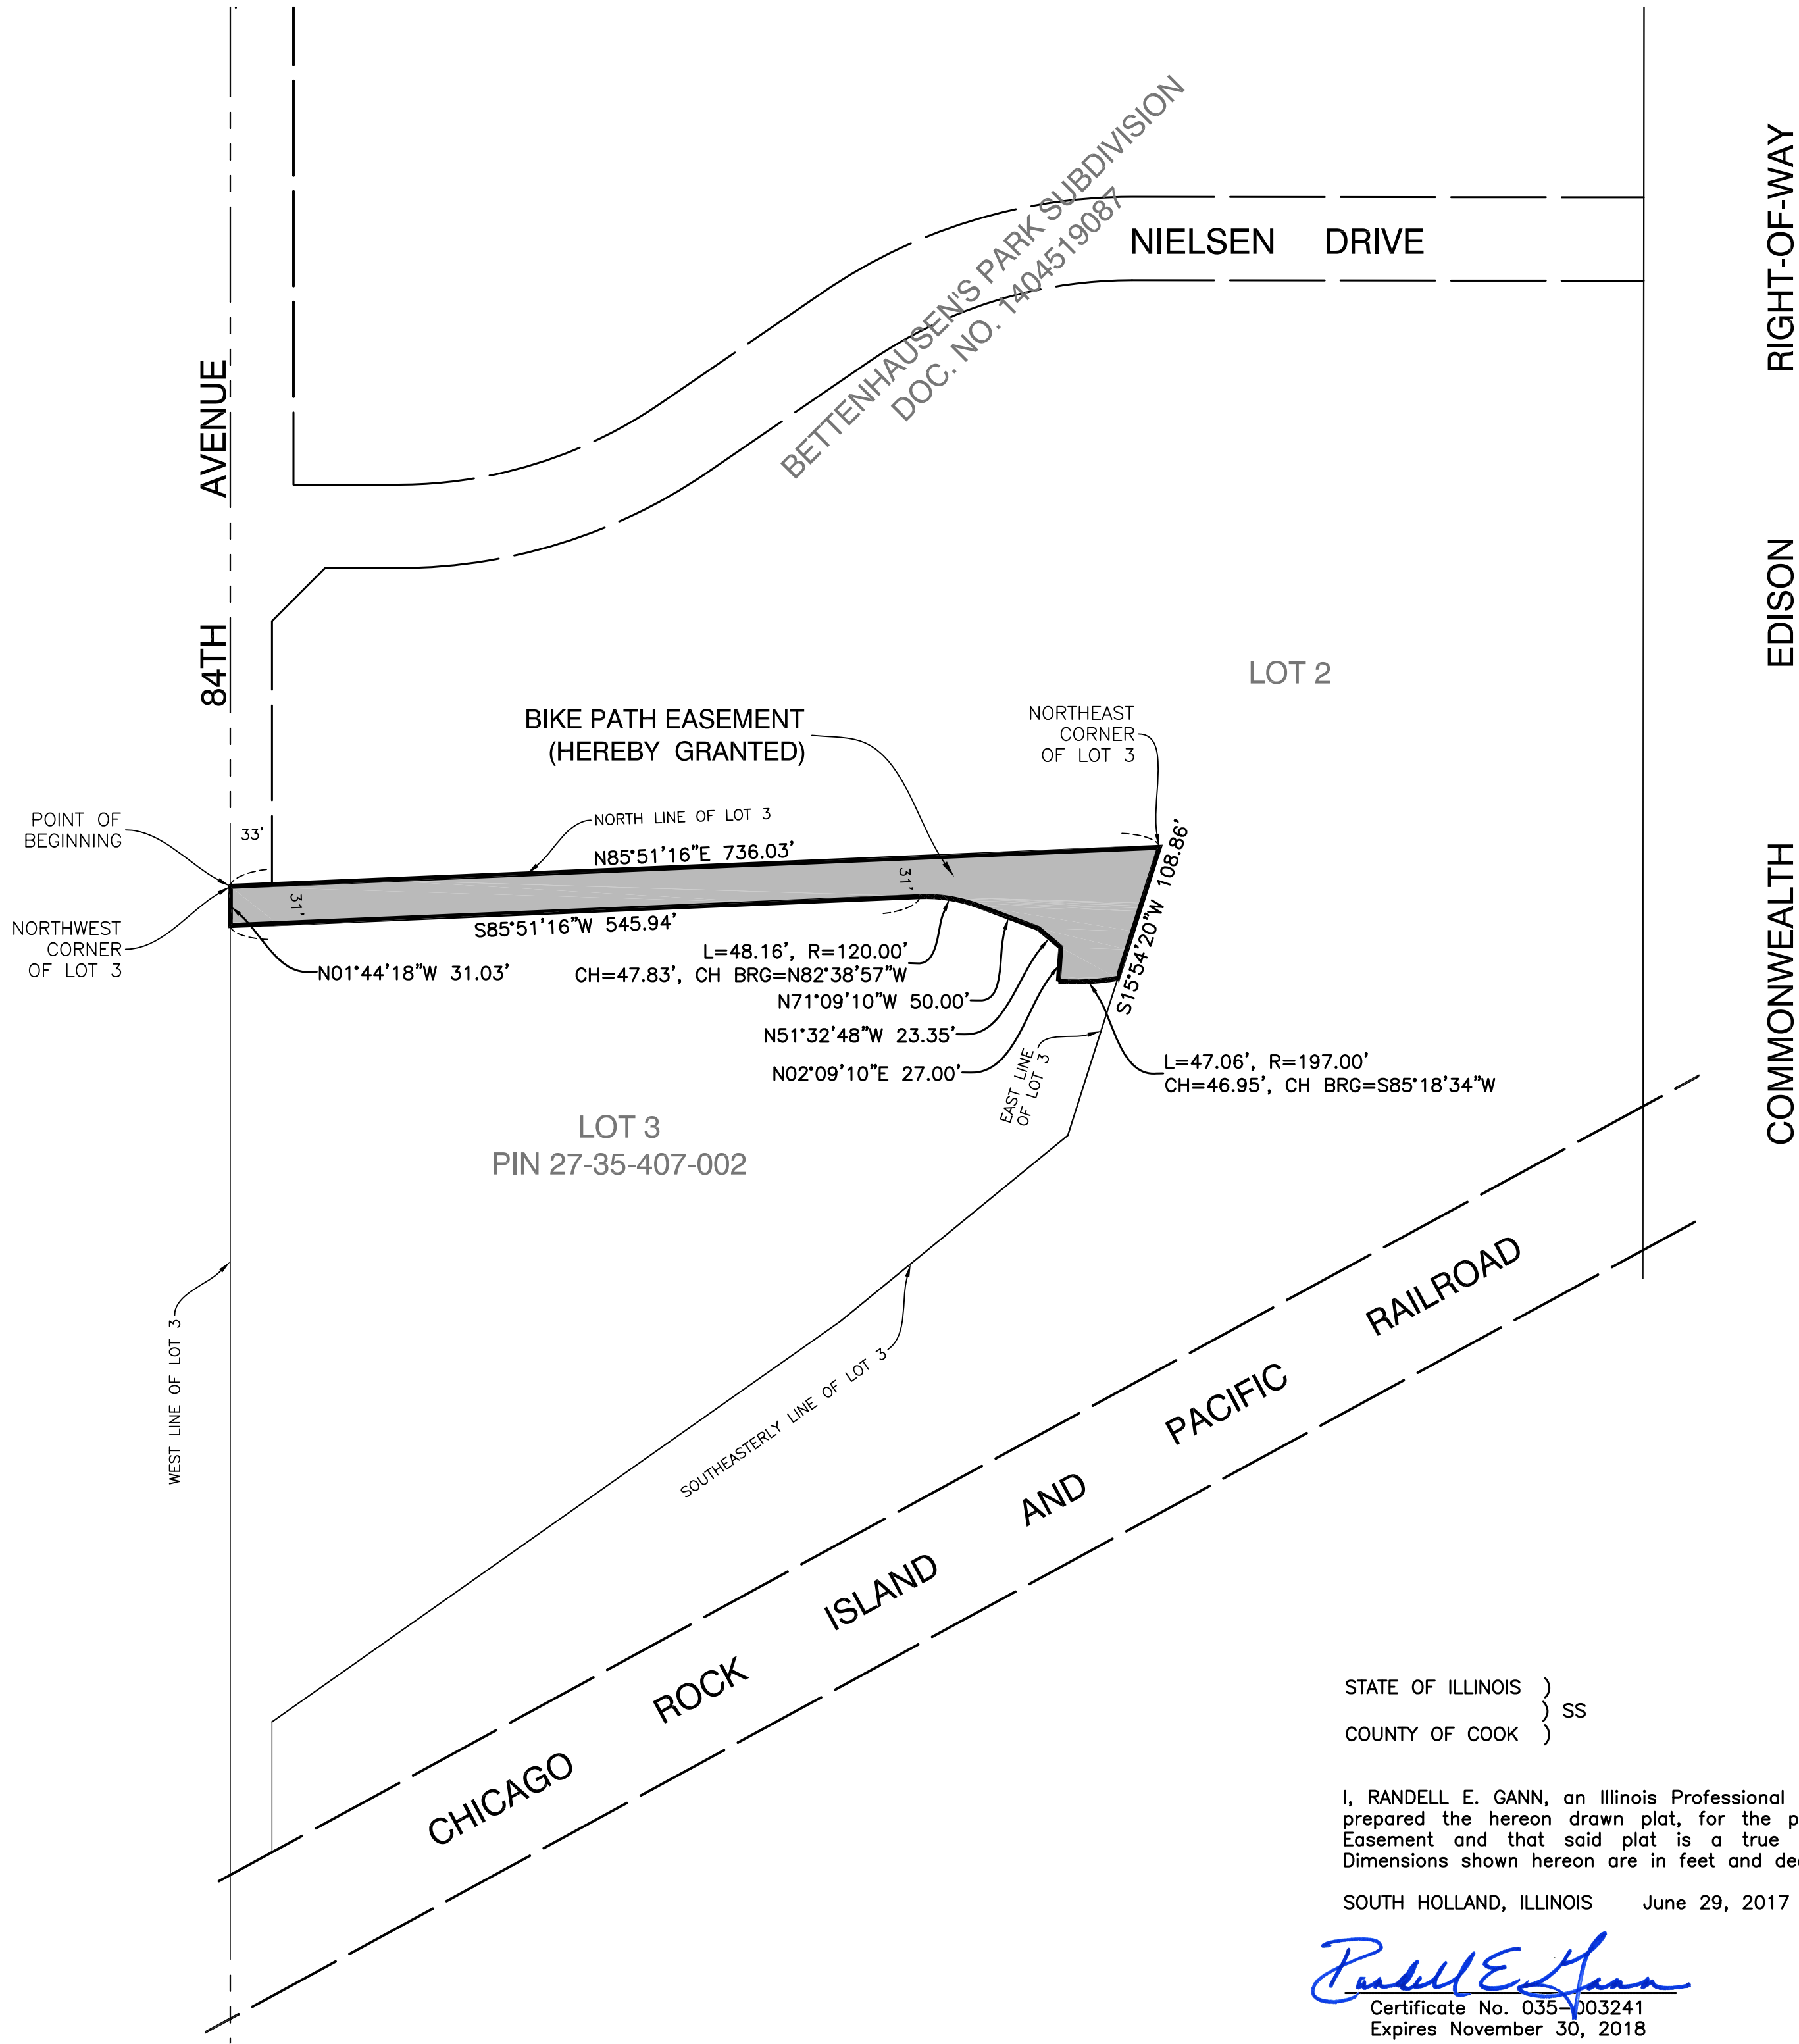 BETTENHAUSEN'S PARK SUBDIVISION
DOC. NO. 1404519087
NIELSEN DRIVE
RIGHT-OF-WAY
EDISON
COMMONWEALTH
AVENUE
84TH
LOT 2
BIKE PATH EASEMENT
(HEREBY GRANTED)
NORTHEAST
CORNER
OF LOT 3
POINT OF
BEGINNING
33'
NORTH LINE OF LOT 3
N85°51'16"E 736.03'
S15°54'20"W 108.86'
31'
31'
S85°51'16"W 545.94'
NORTHWEST
CORNER
OF LOT 3
N01°44'18"W 31.03'
L=48.16', R=120.00'
CH=47.83', CH BRG=N82°38'57"W
N71°09'10"W 50.00'
N51°32'48"W 23.35'
N02°09'10"E 27.00'
EAST LINE
OF LOT 3
L=47.06', R=197.00'
CH=46.95', CH BRG=S85°18'34"W
LOT 3
PIN 27-35-407-002
WEST LINE OF LOT 3
SOUTHEASTERLY LINE OF LOT 3
CHICAGO ROCK ISLAND AND PACIFIC RAILROAD
STATE OF ILLINOIS )
) SS
COUNTY OF COOK )
I, RANDELL E. GANN, an Illinois Professional
prepared the hereon drawn plat, for the p
Easement and that said plat is a true
Dimensions shown hereon are in feet and dec
SOUTH HOLLAND, ILLINOIS June 29, 2017
Randell E Gann
Certificate No. 035-003241
Expires November 30, 2018